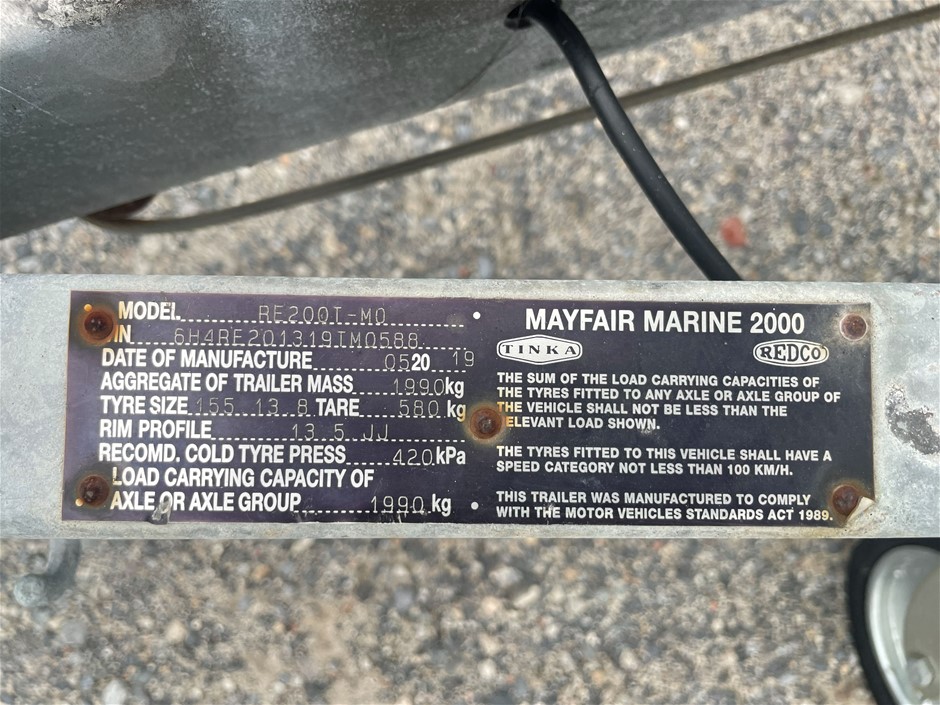 MODEL RE200T-MO
IN 6H4RE201319TM0588
DATE OF MANUFACTURE 05 20 19
AGGREGATE OF TRAILER MASS 1990 kg
TYRE SIZE 155 13 8 TARE 580 kg
RIM PROFILE 13 5 JJ
RECOMD. COLD TYRE PRESS 420 kPa
LOAD CARRYING CAPACITY OF
AXLE OR AXLE GROUP 1990 kg
MAYFAIR MARINE 2000
TINKA REDCO
THE SUM OF THE LOAD CARRYING CAPACITIES OF
THE TYRES FITTED TO ANY AXLE OR AXLE GROUP OF
THE VEHICLE SHALL NOT BE LESS THAN THE
RELEVANT LOAD SHOWN.
THE TYRES FITTED TO THIS VEHICLE SHALL HAVE A
SPEED CATEGORY NOT LESS THAN 100 KM/H.
THIS TRAILER WAS MANUFACTURED TO COMPLY
WITH THE MOTOR VEHICLES STANDARDS ACT 1989.